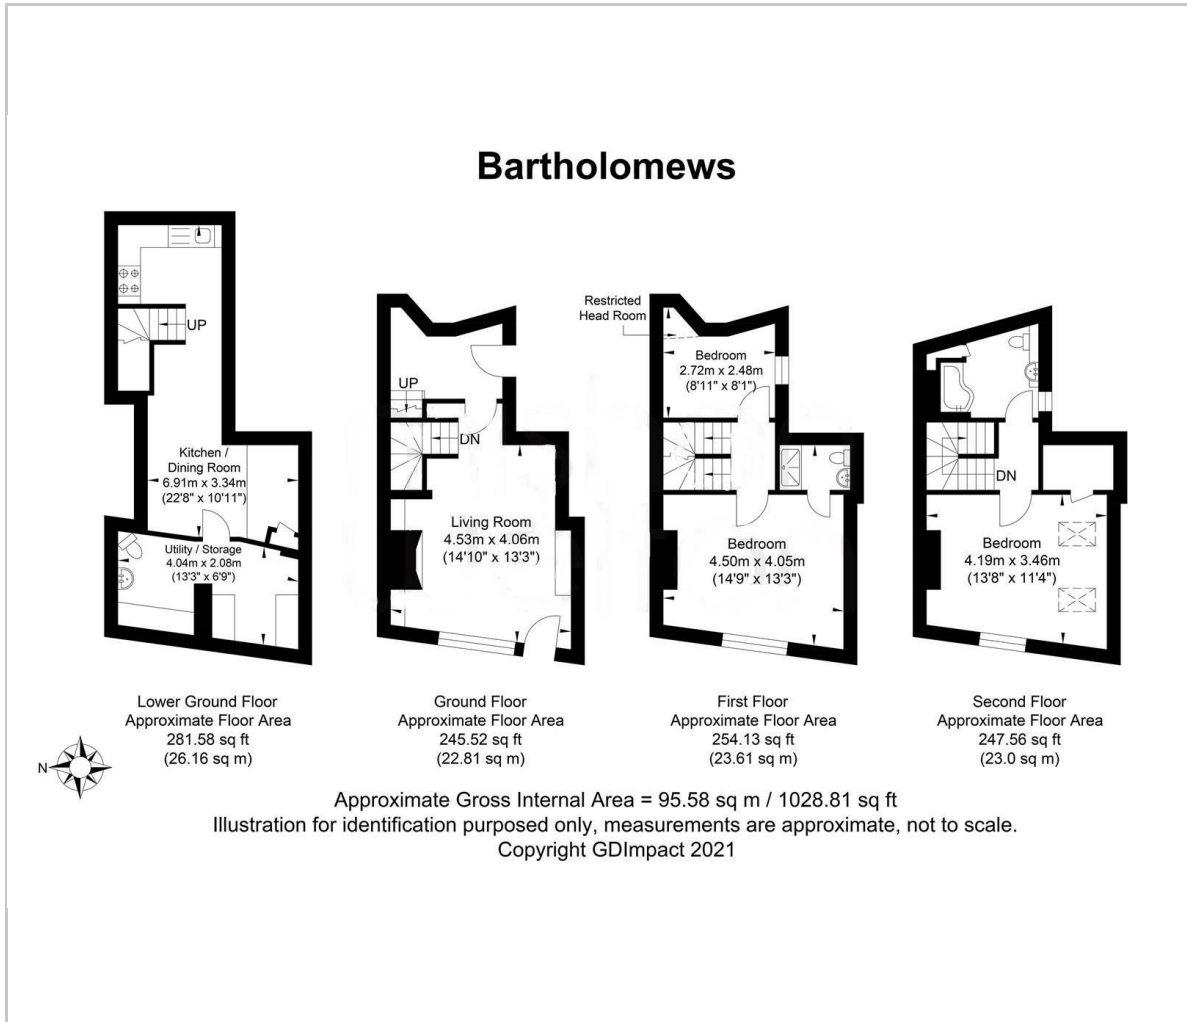 Bartholomews
UP
Kitchen /
Dining Room
6.91m x 3.34m
(22'8" x 10'11")
Utility / Storage
4.04m x 2.08m
(13'3" x 6'9")
Lower Ground Floor
Approximate Floor Area
281.58 sq ft
(26.16 sq m)
UP
DN
Living Room
4.53m x 4.06m
(14'10" x 13'3")
Ground Floor
Approximate Floor Area
245.52 sq ft
(22.81 sq m)
Restricted
Head Room
Bedroom
2.72m x 2.48m
(8'11" x 8'1")
Bedroom
4.50m x 4.05m
(14'9" x 13'3")
First Floor
Approximate Floor Area
254.13 sq ft
(23.61 sq m)
DN
Bedroom
4.19m x 3.46m
(13'8" x 11'4")
Second Floor
Approximate Floor Area
247.56 sq ft
(23.0 sq m)
N
Approximate Gross Internal Area = 95.58 sq m / 1028.81 sq ft
Illustration for identification purposed only, measurements are approximate, not to scale.
Copyright GDImpact 2021